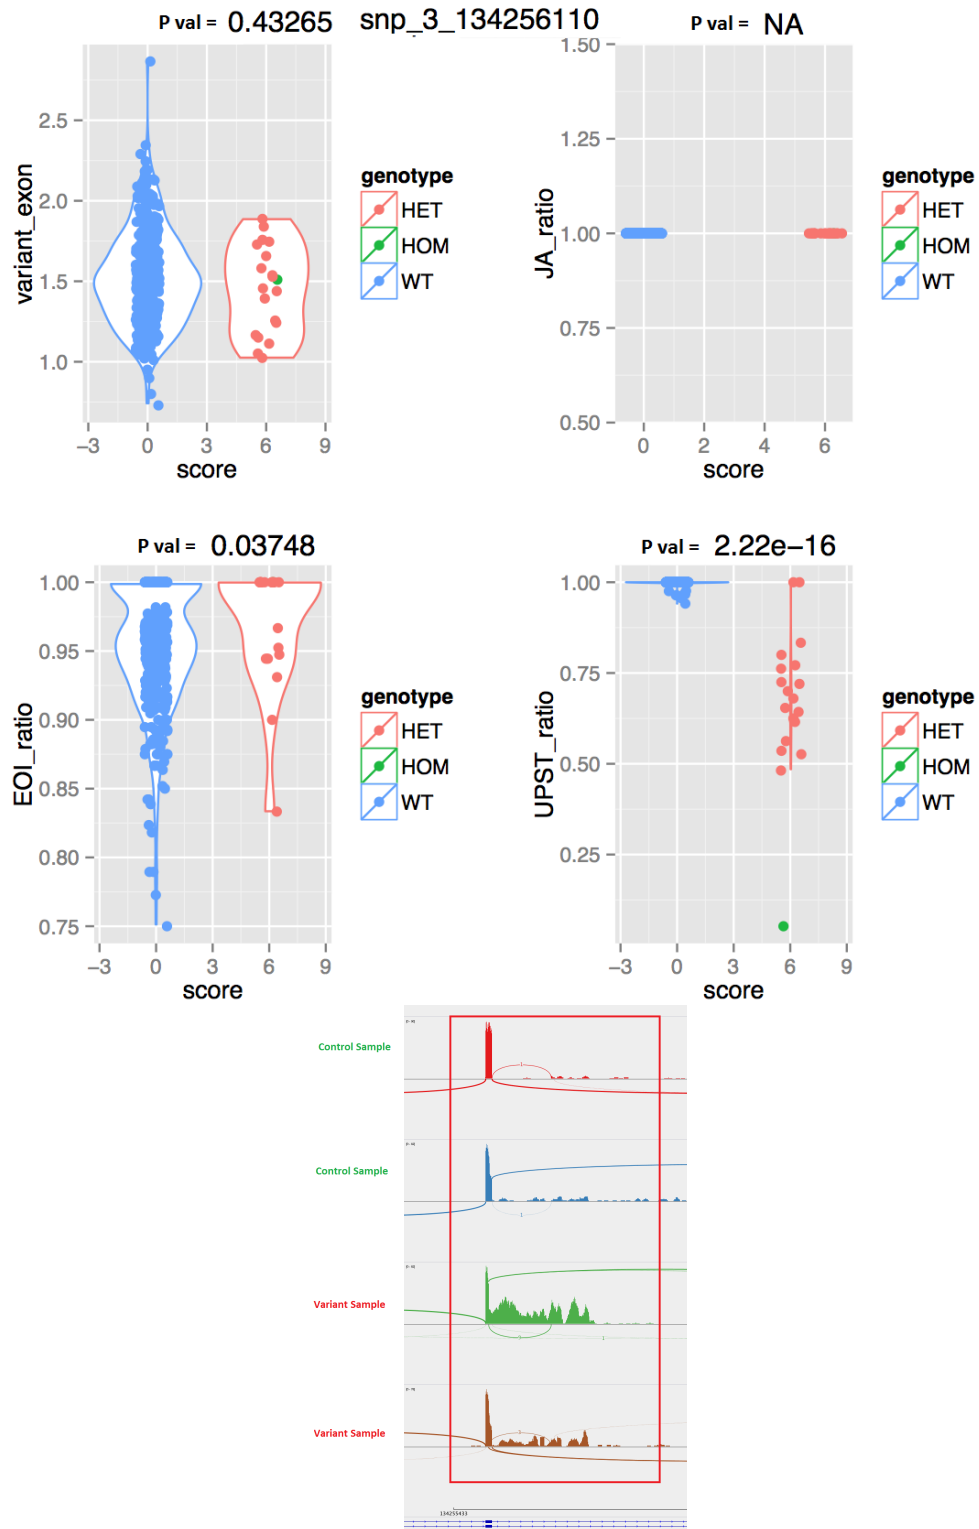 P val = 0.43265 snp_3_134256110 P val = NA
2.5
2.0
1.5
1.0
variant_exon
−3 0 3 6 9
score
genotype
HET
HOM
WT
1.50
1.25
1.00
0.75
0.50
JA_ratio
0 2 4 6
score
genotype
HET
HOM
WT
P val = 0.03748
1.00
0.95
0.90
0.85
0.80
0.75
EOI_ratio
−3 0 3 6 9
score
genotype
HET
HOM
WT
P val = 2.22e−16
1.00
0.75
0.50
0.25
UPST_ratio
−3 0 3 6 9
score
genotype
HET
HOM
WT
Control Sample
1
Control Sample
1
Variant Sample
1
Variant Sample
134255433